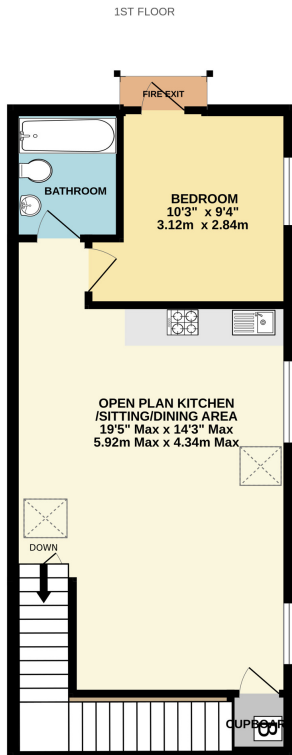 1ST FLOOR
FIRE EXIT
BATHROOM
BEDROOM
10'3" x 9'4"
3.12m x 2.84m
OPEN PLAN KITCHEN
/SITTING/DINING AREA
19'5" Max x 14'3" Max
5.92m Max x 4.34m Max
DOWN
CUPBOAR
B